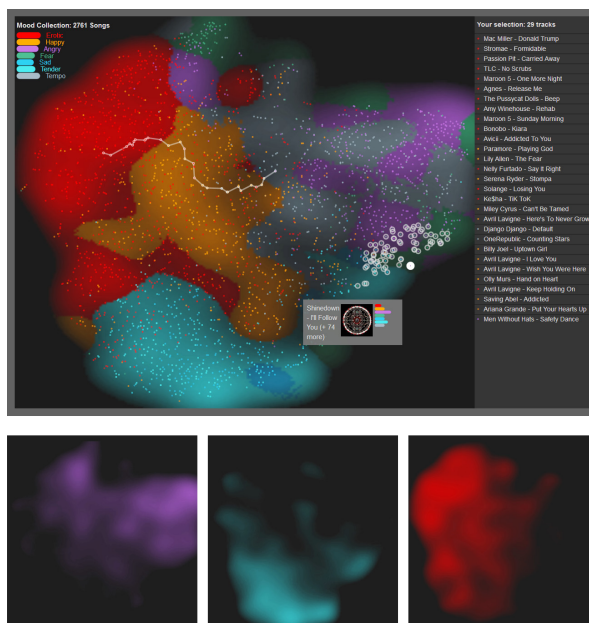 Mood Collection: 2761 Songs
Erotic
Happy
Angry
Fear
Sad
Tender
Tempo
Your selection: 29 tracks
Mac Miller - Donald Trump
Stromae - Formidable
Passion Pit - Carried Away
TLC - No Scrubs
Maroon 5 - One More Night
Agnes - Release Me
The Pussycat Dolls - Beep
Amy Winehouse - Rehab
Maroon 5 - Sunday Morning
Bonobo - Kiara
Avicii - Addicted To You
Paramore - Playing God
Lily Allen - The Fear
Nelly Furtado - Say It Right
Serena Ryder - Stompa
Solange - Losing You
Ke$ha - TiK ToK
Miley Cyrus - Can't Be Tamed
Avril Lavigne - Here's To Never Grow
Django Django - Default
OneRepublic - Counting Stars
Billy Joel - Uptown Girl
Avril Lavigne - I Love You
Avril Lavigne - Wish You Were Here
Olly Murs - Hand on Heart
Avril Lavigne - Keep Holding On
Saving Abel - Addicted
Ariana Grande - Put Your Hearts Up
Men Without Hats - Safety Dance
Shinedown
- I'll Follow
You (+ 74
more)